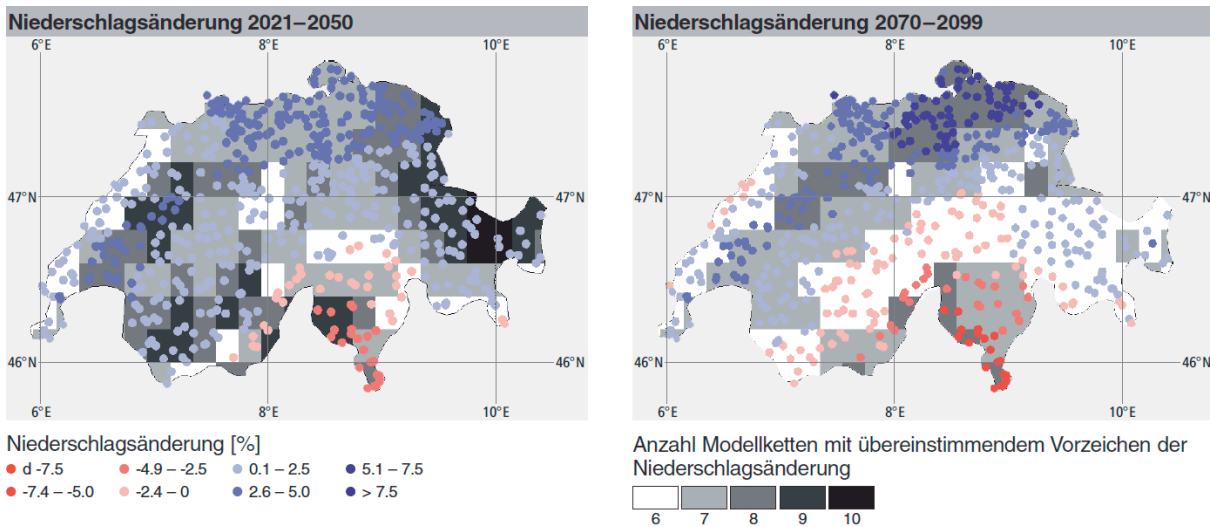 Niederschlagsänderung 2021–2050
6°E 8°E 10°E
47°N 47°N
46°N 46°N
6°E 8°E 10°E
Niederschlagsänderung [%]
d -7.5 -4.9 – -2.5 0.1 – 2.5 5.1 – 7.5
-7.4 – -5.0 -2.4 – 0 2.6 – 5.0 > 7.5
Niederschlagsänderung 2070–2099
6°E 8°E 10°E
47°N 47°N
46°N 46°N
6°E 8°E 10°E
Anzahl Modellketten mit übereinstimmendem Vorzeichen der
Niederschlagsänderung
6 7 8 9 10